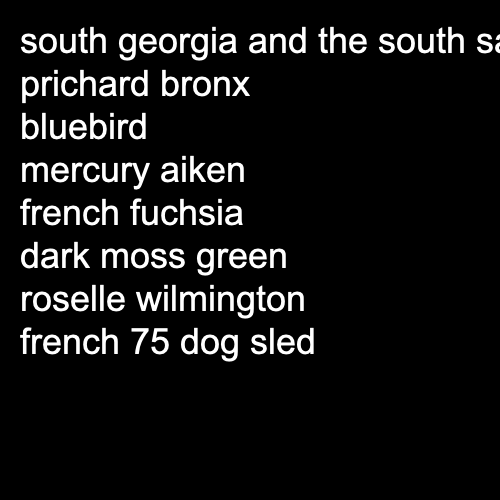 south georgia and the south
prichard bronx
bluebird
mercury aiken
french fuchsia
dark moss green
roselle wilmington
french 75 dog sled